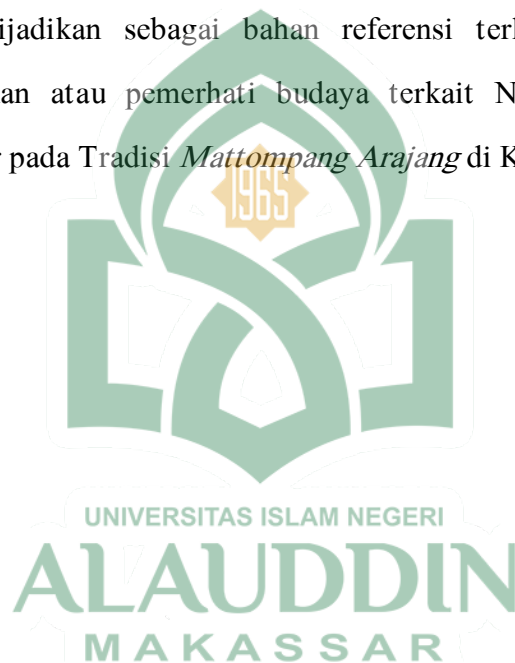 ijadikan sebagai bahan referensi ter
an atau pemerhati budaya terkait N
pada Tradisi Mattompang Arajang di K
1965
UNIVERSITAS ISLAM NEGERI
ALAUDDIN
MAKASSAR